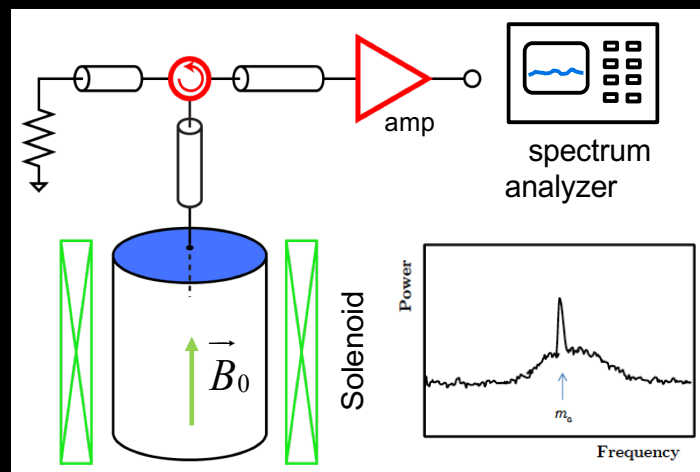 amp
spectrum
analyzer
Solenoid
B₀
Power
mₐ
Frequency